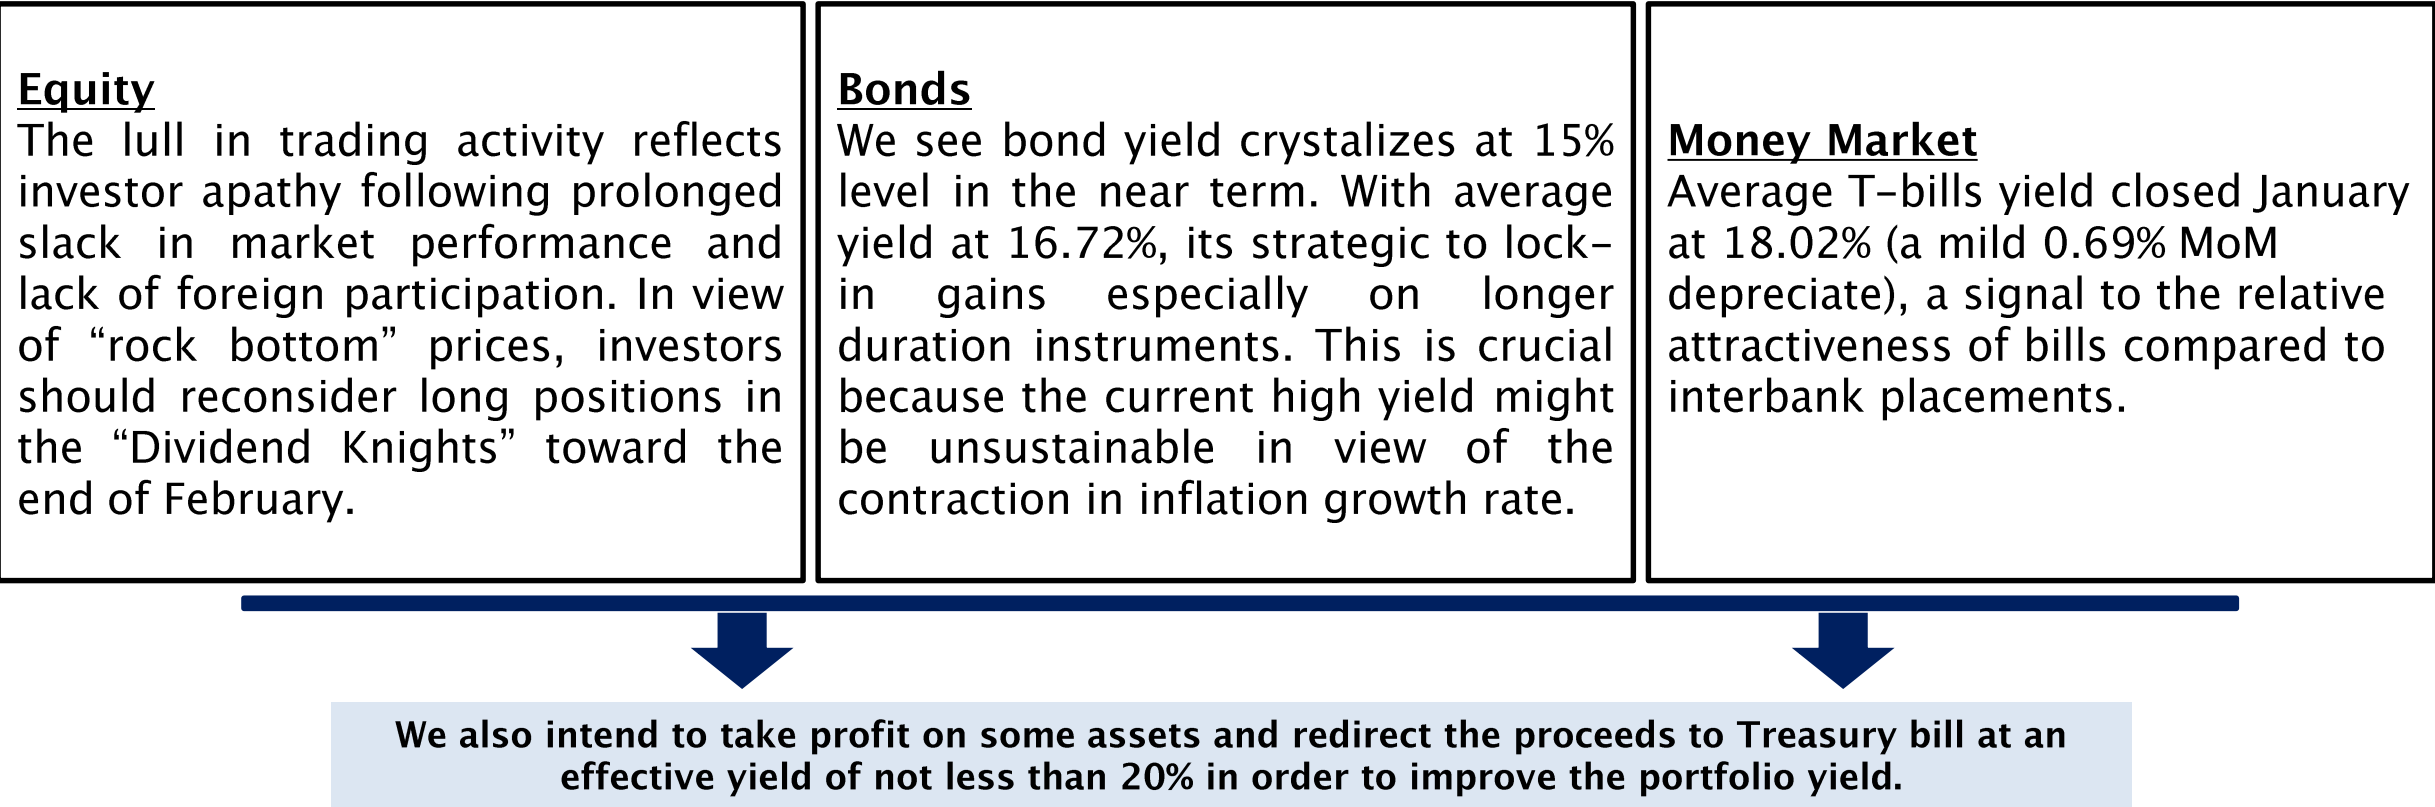 Equity
The lull in trading activity reflects
investor apathy following prolonged
slack in market performance and
lack of foreign participation. In view
of “rock bottom” prices, investors
should reconsider long positions in
the “Dividend Knights” toward the
end of February.
Bonds
We see bond yield crystalizes at 15%
level in the near term. With average
yield at 16.72%, its strategic to lock-
in gains especially on longer
duration instruments. This is crucial
because the current high yield might
be unsustainable in view of the
contraction in inflation growth rate.
Money Market
Average T-bills yield closed January
at 18.02% (a mild 0.69% MoM
depreciate), a signal to the relative
attractiveness of bills compared to
interbank placements.
We also intend to take profit on some assets and redirect the proceeds to Treasury bill at an
effective yield of not less than 20% in order to improve the portfolio yield.